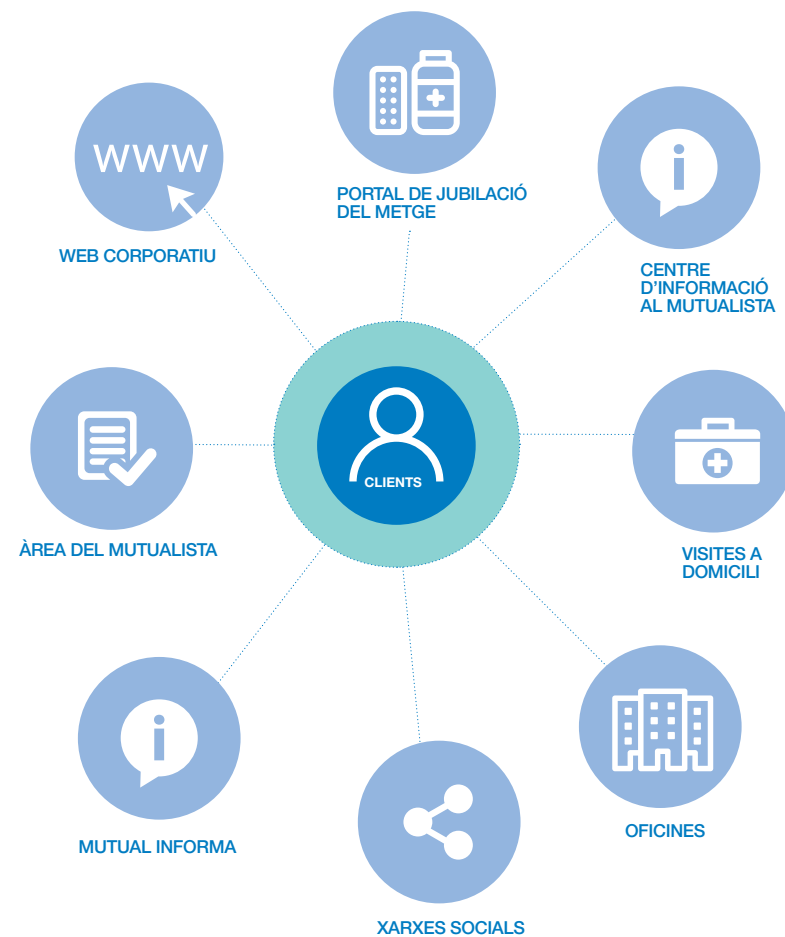 WWW
PORTAL DE JUBILACIÓ
DEL METGE
WEB CORPORATIU
CENTRE
D'INFORMACIÓ
AL MUTUALISTA
CLIENTS
ÀREA DEL MUTUALISTA
VISITES A
DOMICILI
MUTUAL INFORMA
OFICINES
XARXES SOCIALS